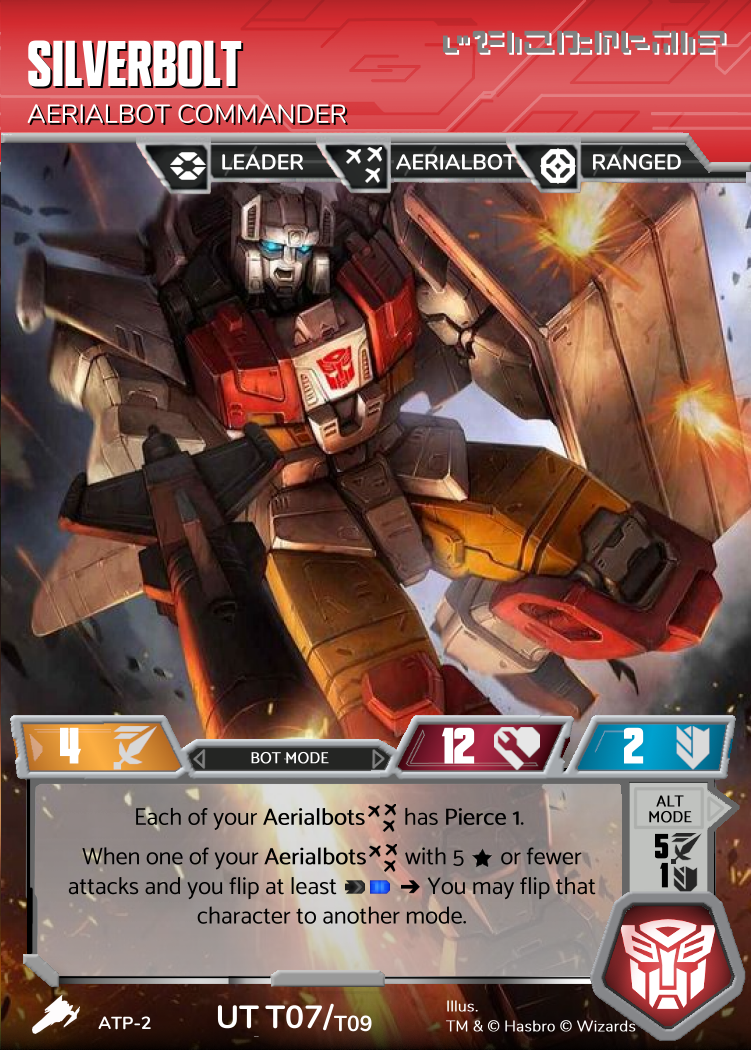 SILVERBOLT
AERIALBOT COMMANDER
LEADER AERIALBOT RANGED
4 BOT MODE 12 2
Each of your Aerialbots has Pierce 1.
When one of your Aerialbots with 5 ★ or fewer
attacks and you flip at least ➔ You may flip that
character to another mode.
ALT
MODE
5
1
ATP-2 UT T07/T09
Illus.
TM & © Hasbro © Wizards